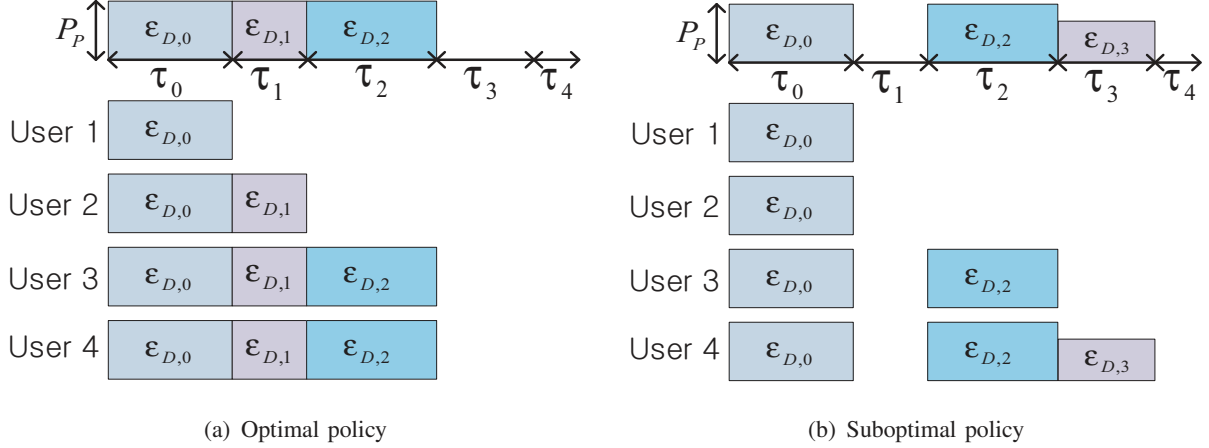 P_P ε_{D,0} ε_{D,1} ε_{D,2}
τ_0 τ_1 τ_2 τ_3 τ_4
User 1 ε_{D,0}
User 2 ε_{D,0} ε_{D,1}
User 3 ε_{D,0} ε_{D,1} ε_{D,2}
User 4 ε_{D,0} ε_{D,1} ε_{D,2}
(a) Optimal policy
P_P ε_{D,0} ε_{D,2} ε_{D,3}
τ_0 τ_1 τ_2 τ_3 τ_4
User 1 ε_{D,0}
User 2 ε_{D,0}
User 3 ε_{D,0} ε_{D,2}
User 4 ε_{D,0} ε_{D,2} ε_{D,3}
(b) Suboptimal policy